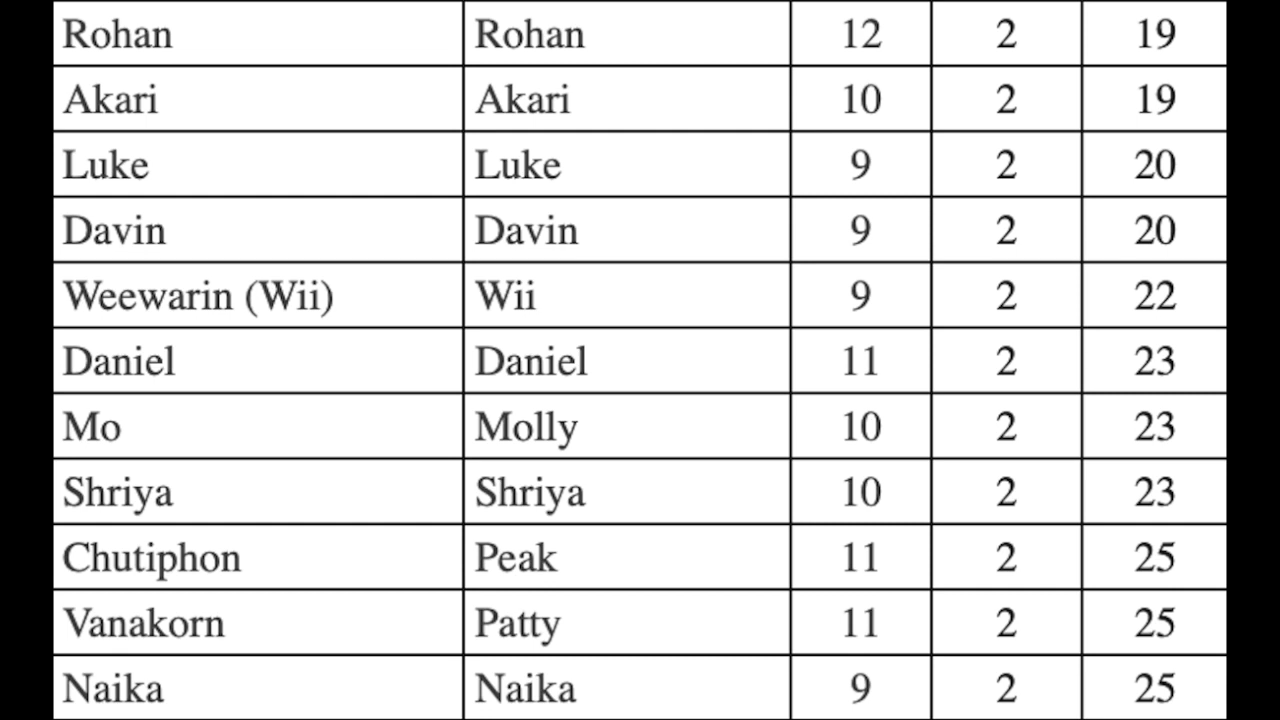 Rohan Rohan 12 2 19
Akari Akari 10 2 19
Luke Luke 9 2 20
Davin Davin 9 2 20
Weewarin (Wii) Wii 9 2 22
Daniel Daniel 11 2 23
Mo Molly 10 2 23
Shriya Shriya 10 2 23
Chutiphon Peak 11 2 25
Vanakorn Patty 11 2 25
Naika Naika 9 2 25